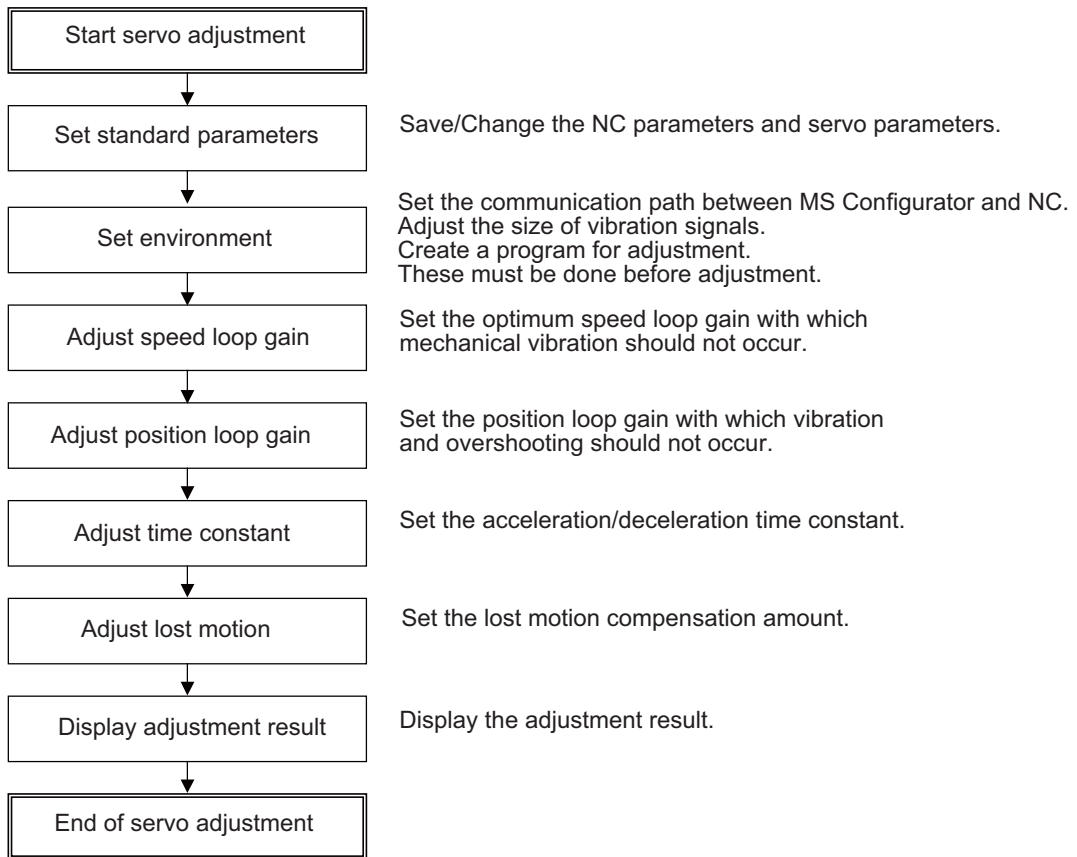 Start servo adjustment
Set standard parameters
Save/Change the NC parameters and servo parameters.
Set environment
Set the communication path between MS Configurator and NC.
Adjust the size of vibration signals.
Create a program for adjustment.
These must be done before adjustment.
Adjust speed loop gain
Set the optimum speed loop gain with which
mechanical vibration should not occur.
Adjust position loop gain
Set the position loop gain with which vibration
and overshooting should not occur.
Adjust time constant
Set the acceleration/deceleration time constant.
Adjust lost motion
Set the lost motion compensation amount.
Display adjustment result
Display the adjustment result.
End of servo adjustment